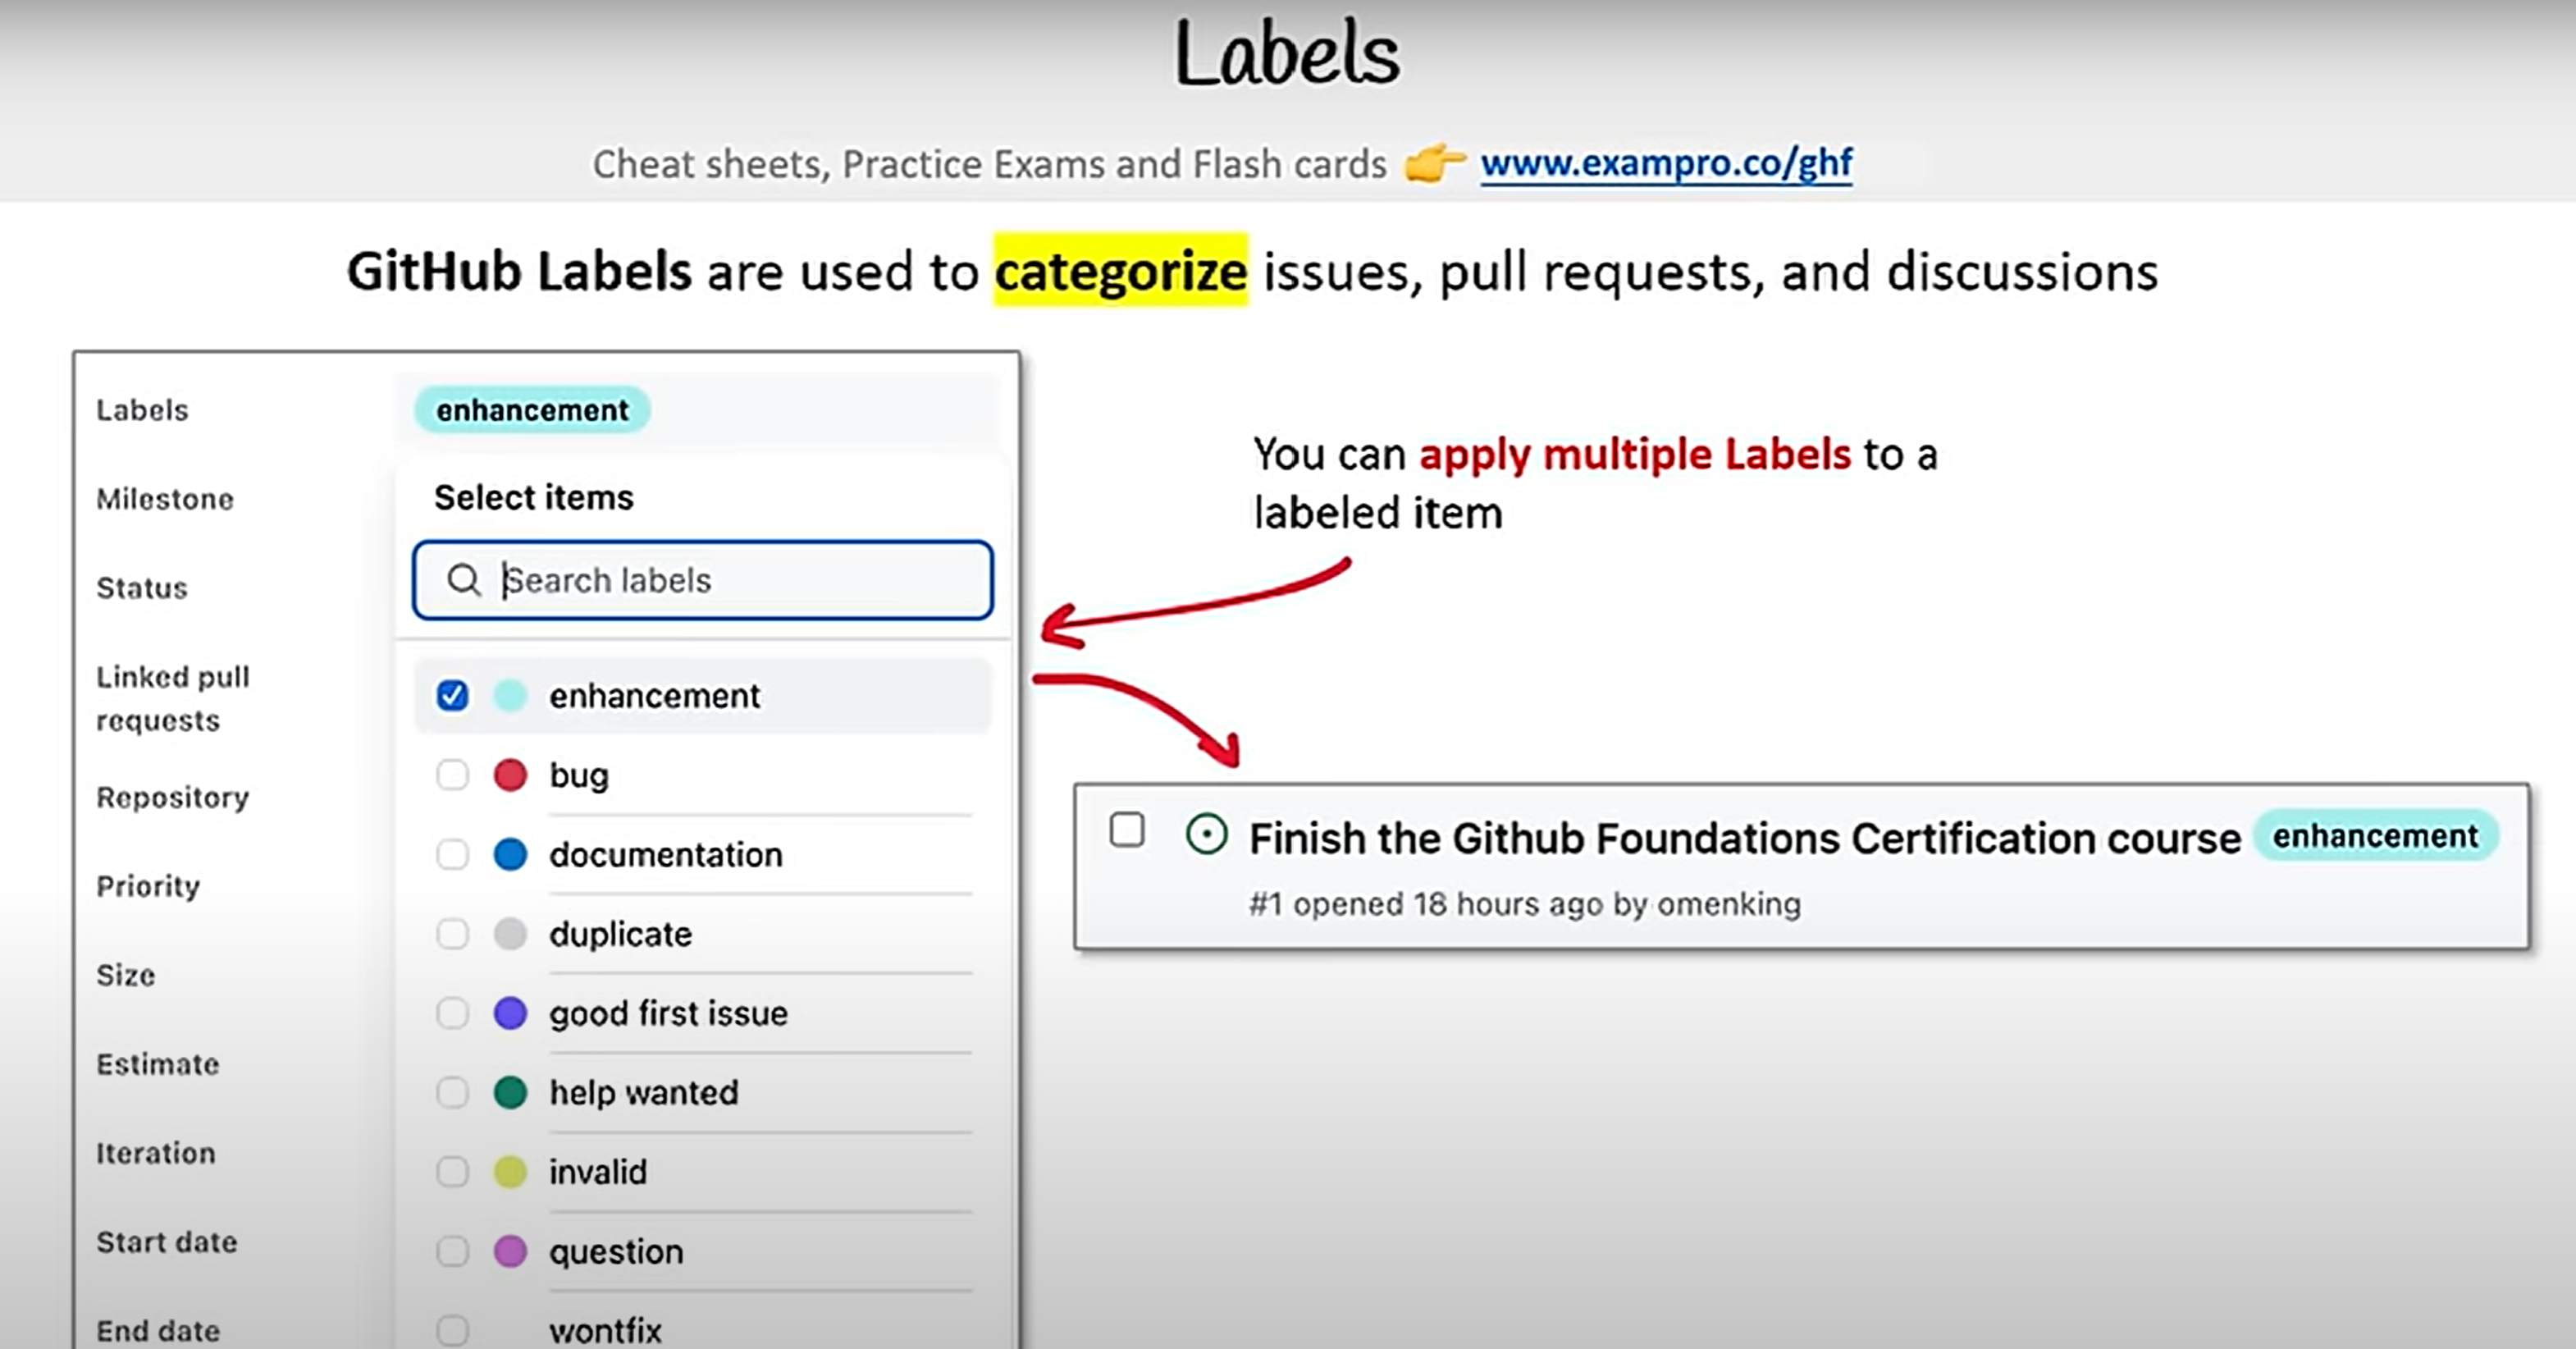 Labels
Cheat sheets, Practice Exams and Flash cards www.exampro.co/ghf
GitHub Labels are used to categorize issues, pull requests, and discussions
Labels
enhancement
Milestone
Status
Linked pull
requests
Repository
Priority
Size
Estimate
Iteration
Start date
End date
Select items
Search labels
enhancement
bug
documentation
duplicate
good first issue
help wanted
invalid
question
wontfix
You can apply multiple Labels to a
labeled item
Finish the Github Foundations Certification course enhancement
#1 opened 18 hours ago by omenking